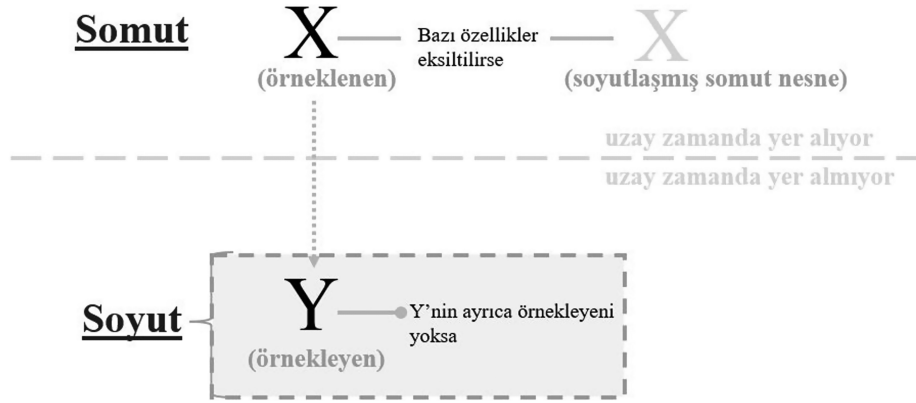 Somut
X
Bazı özellikler
eksiltilirse
X
(örneklenen)
(soyutlaşmış somut nesne)
uzay zamanda yer alıyor
uzay zamanda yer almıyor
Soyut
Y
Y'nin ayrıca örnekleyeni
yoksa
(örnekleyen)